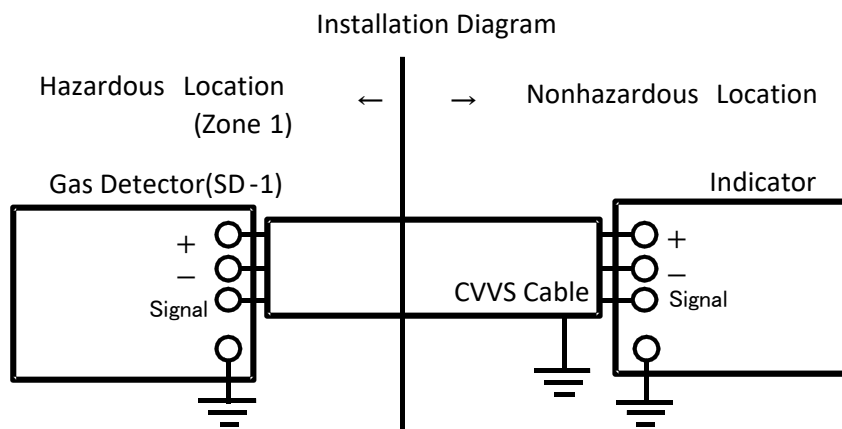 Installation Diagram
Hazardous Location
(Zone 1)
← →
Nonhazardous Location
Gas Detector(SD-1)
Indicator
+
−
Signal
CVVS Cable
+
−
Signal